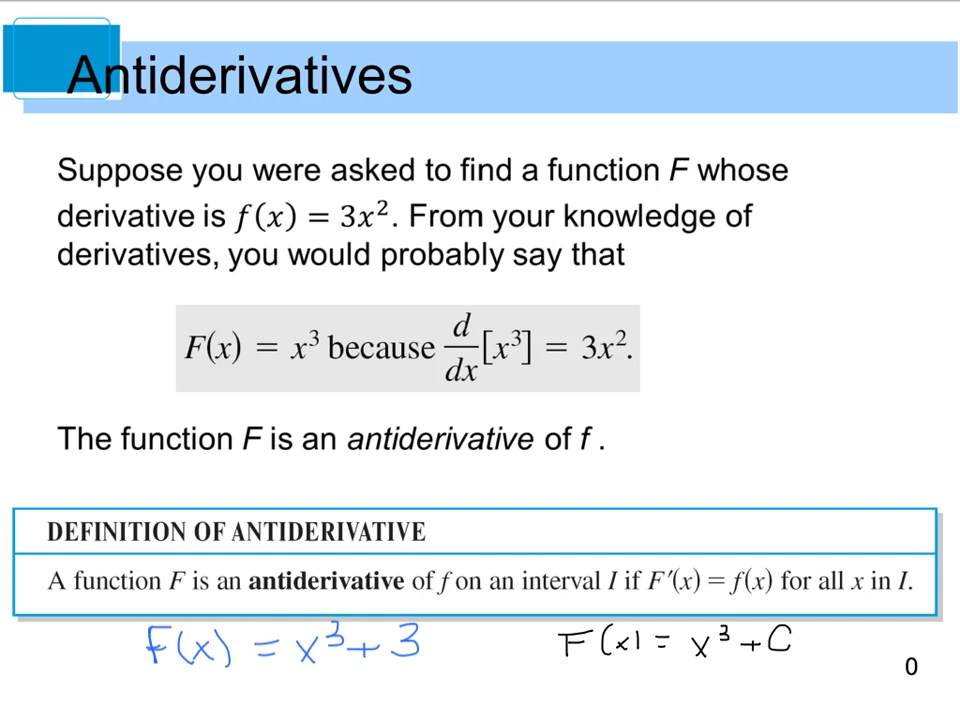 Antiderivatives
Suppose you were asked to find a function F whose
derivative is f(x) = 3x². From your knowledge of
derivatives, you would probably say that
F(x) = x³ because d/dx [x³] = 3x².
The function F is an antiderivative of f .
DEFINITION OF ANTIDERIVATIVE
A function F is an antiderivative of f on an interval I if F′(x) = f(x) for all x in I.
F(x) = x³ + 3 F(x) = x³ + C
0